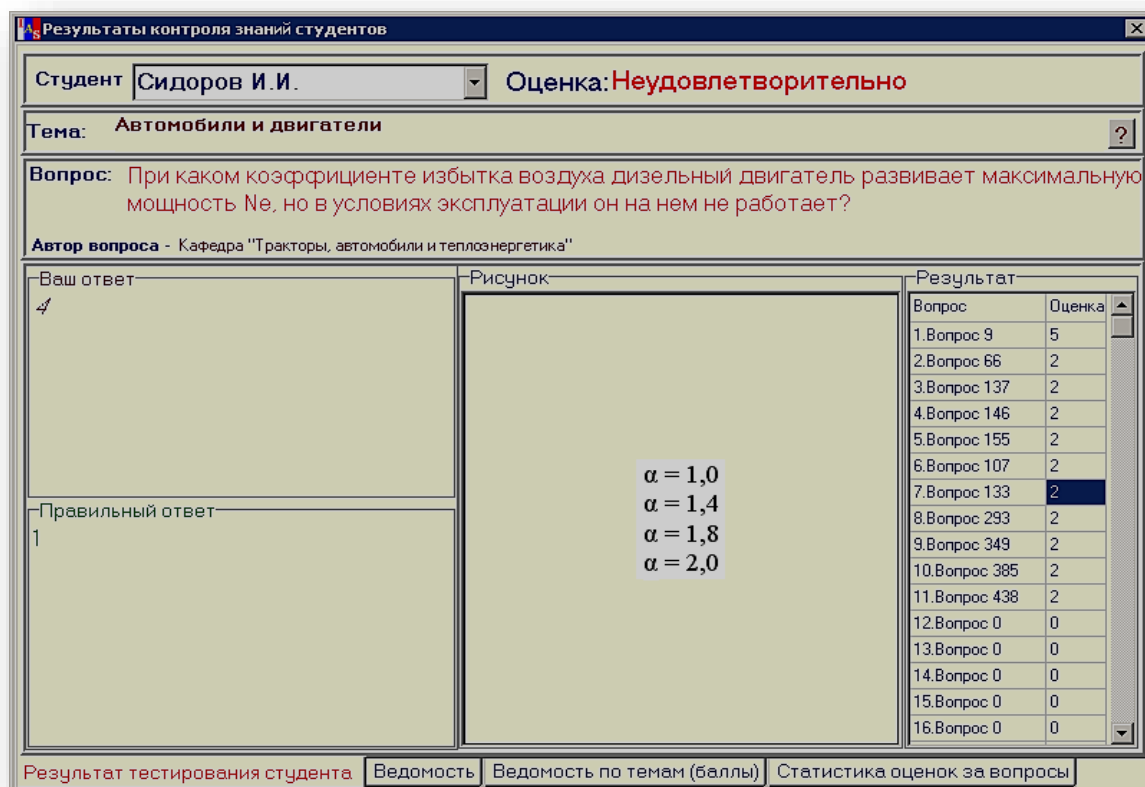 Результаты контроля знаний студентов
Студент Сидоров И.И. Оценка: Неудовлетворительно
Тема: Автомобили и двигатели ?
Вопрос: При каком коэффициенте избытка воздуха дизельный двигатель развивает максимальную
мощность Ne, но в условиях эксплуатации он на нем не работает?
Автор вопроса - Кафедра "Тракторы, автомобили и теплоэнергетика"
Ваш ответ
4
Правильный ответ
1
Рисунок
α = 1,0
α = 1,4
α = 1,8
α = 2,0
Результат
Вопрос Оценка
1.Вопрос 9 5
2.Вопрос 66 2
3.Вопрос 137 2
4.Вопрос 146 2
5.Вопрос 155 2
6.Вопрос 107 2
7.Вопрос 133 2
8.Вопрос 293 2
9.Вопрос 349 2
10.Вопрос 385 2
11.Вопрос 438 2
12.Вопрос 0 0
13.Вопрос 0 0
14.Вопрос 0 0
15.Вопрос 0 0
16.Вопрос 0 0
Результат тестирования студента Ведомость Ведомость по темам (баллы) Статистика оценок за вопросы